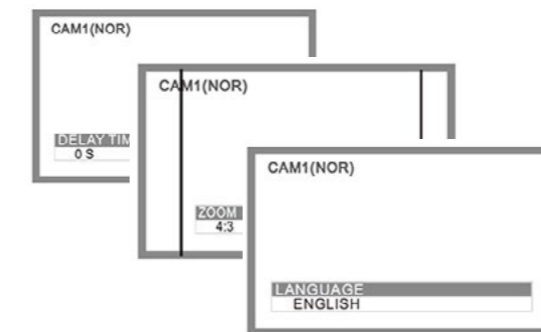 CAM1(NOR)
DELAY TIM
0 S
CAM1(NOR)
ZOOM
4:3
CAM1(NOR)
LANGUAGE
ENGLISH